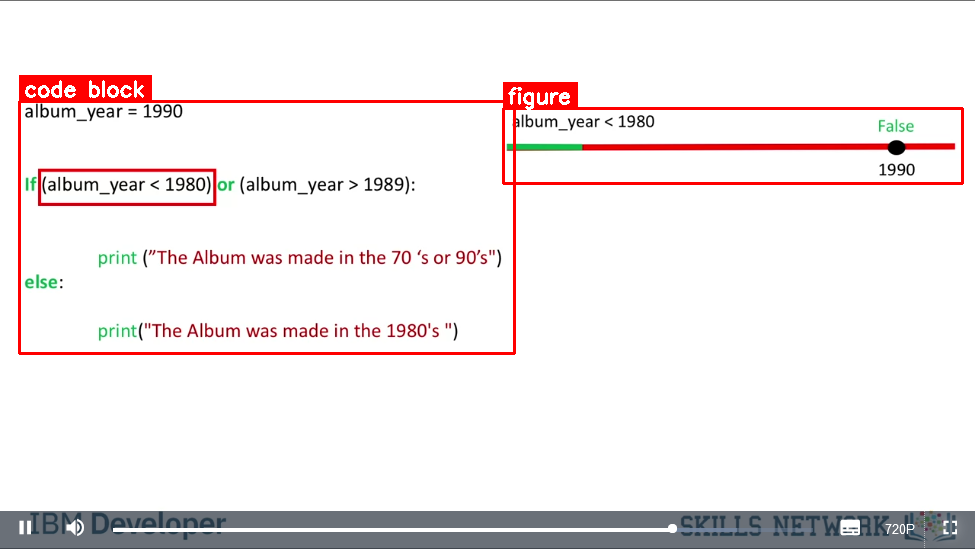 code block
album_year = 1990
If (album_year < 1980) or (album_year > 1989):
print (”The Album was made in the 70 ‘s or 90’s")
else:
print("The Album was made in the 1980's ")
figure
album_year < 1980
False
1990
IBM Developer
SKILLS NETWORK
720P